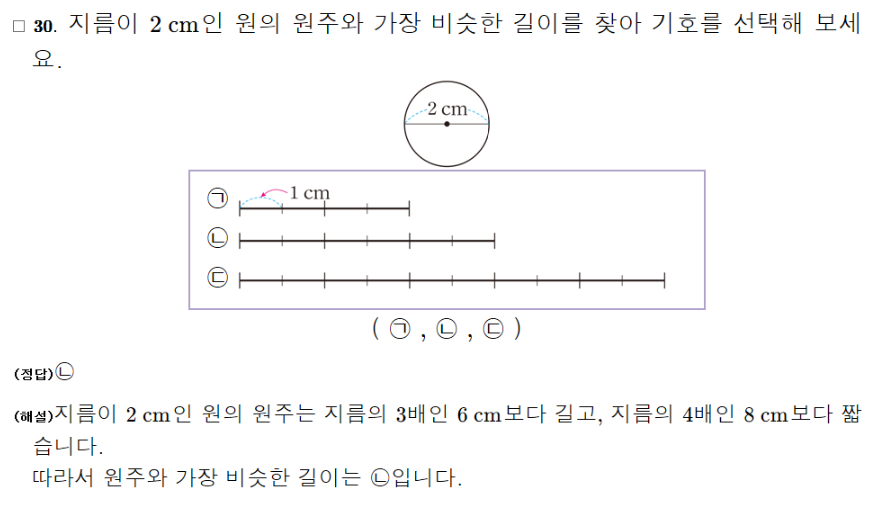 □ 30. 지름이 2 cm인 원의 원주와 가장 비슷한 길이를 찾아 기호를 선택해 보세
요.
2 cm
㉠ 1 cm
㉡
㉢
( ㉠ , ㉡ , ㉢ )
(정답)㉡
(해설)지름이 2 cm인 원의 원주는 지름의 3배인 6 cm보다 길고, 지름의 4배인 8 cm보다 짧
습니다.
따라서 원주와 가장 비슷한 길이는 ㉡입니다.